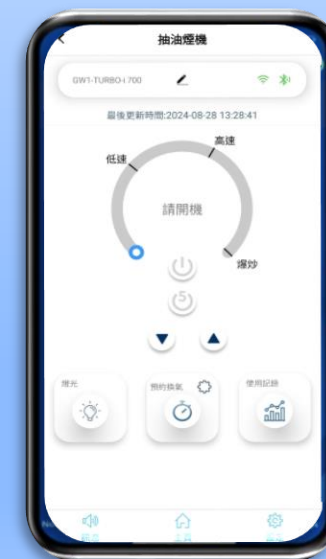 抽油煙機
GW1-TURBO-i 700
最後更新時間:2024-08-28 13:28:41
高速
低速
請開機
爆炒
5
燈光
預約換氣
使用記錄
主頁